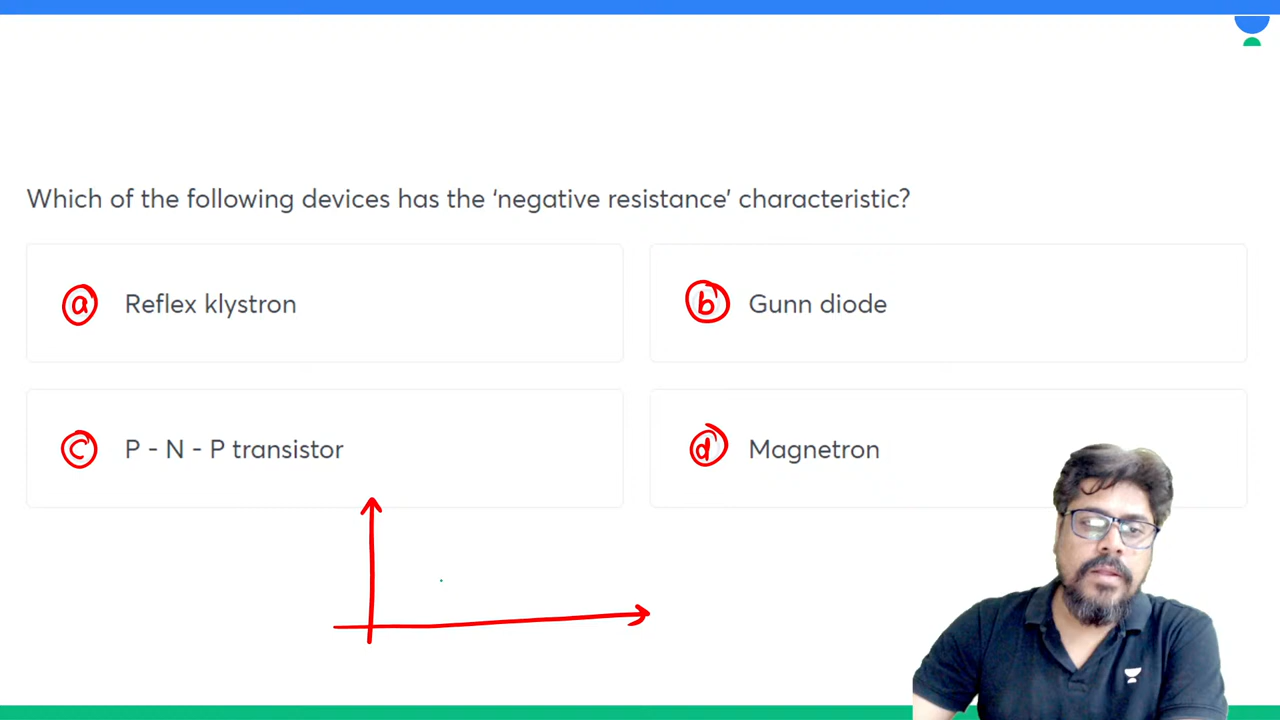 Which of the following devices has the ‘negative resistance’ characteristic?
a Reflex klystron
b Gunn diode
c P - N - P transistor
d Magnetron